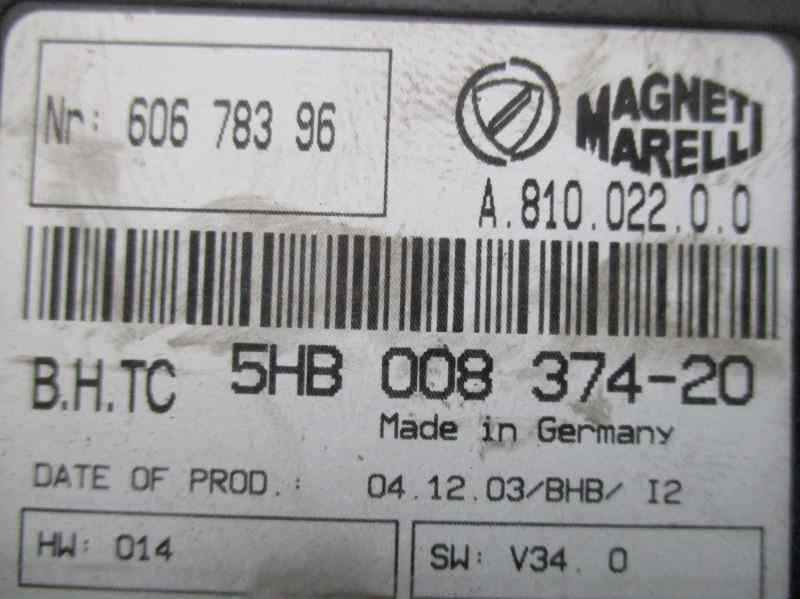 Nr: 606 783 96
MAGNETI
MARELLI
A.810.022.0.0
B.H.TC 5HB 008 374-20
Made in Germany
DATE OF PROD.: 04.12.03/BHB/ I2
HW: 014
SW: V34. 0